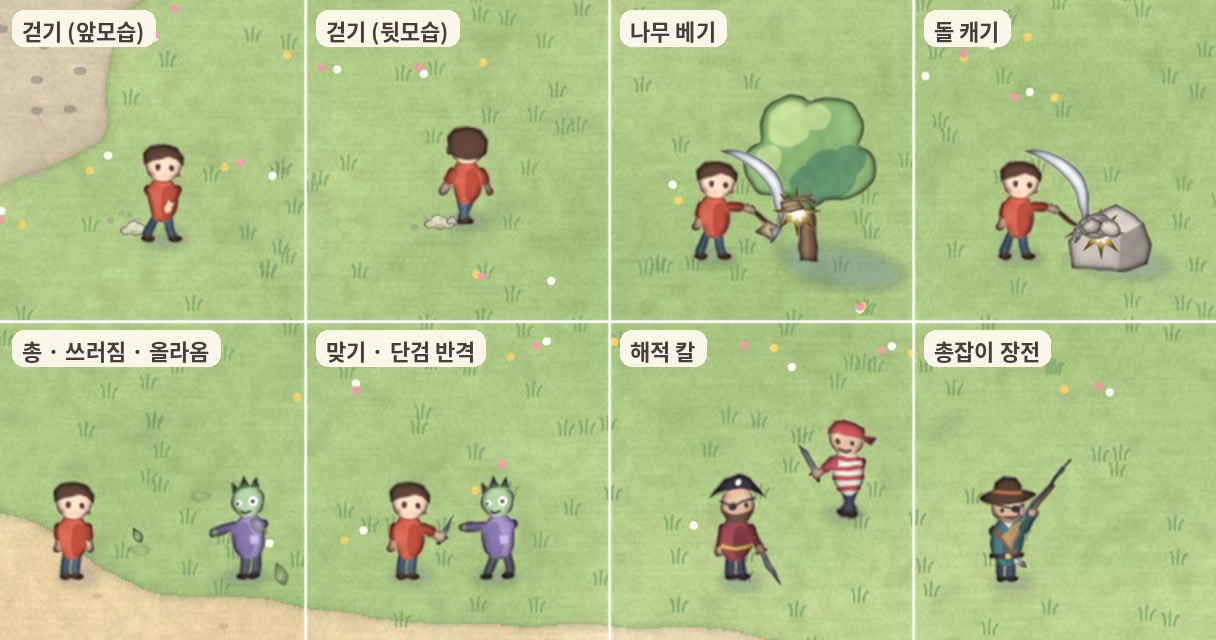 걷기 (앞모습)
걷기 (뒷모습)
나무 베기
돌 캐기
총 · 쓰러짐 · 올라옴
맞기 · 단검 반격
해적 칼
총잡이 장전